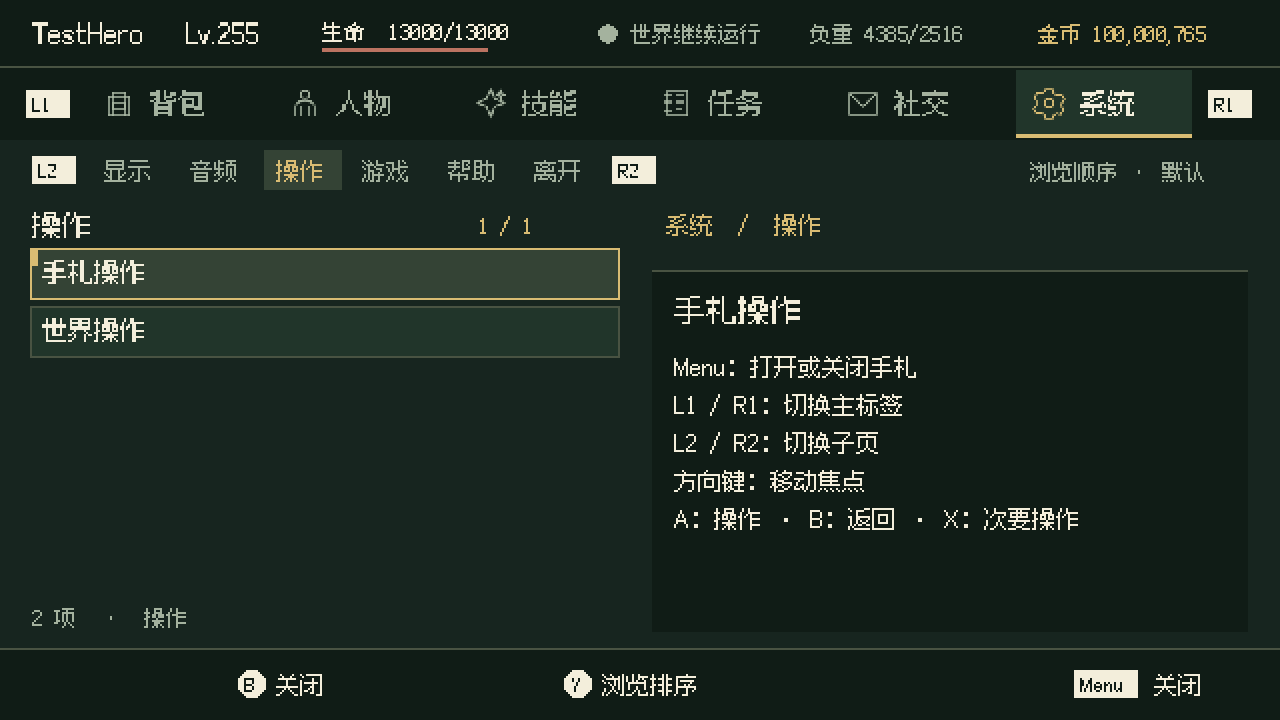 TestHero Lv.255 生命 13000/13000 世界继续运行 负重 4385/2516 金币 100,000,765
L1 背包 人物 技能 任务 社交 系统 R1
L2 显示 音频 操作 游戏 帮助 离开 R2 浏览顺序 · 默认
操作 1 / 1
手札操作
世界操作
2 项 · 操作
系统 / 操作
手札操作
Menu: 打开或关闭手札
L1 / R1: 切换主标签
L2 / R2: 切换子页
方向键: 移动焦点
A: 操作 · B: 返回 · X: 次要操作
B 关闭 Y 浏览排序 Menu 关闭